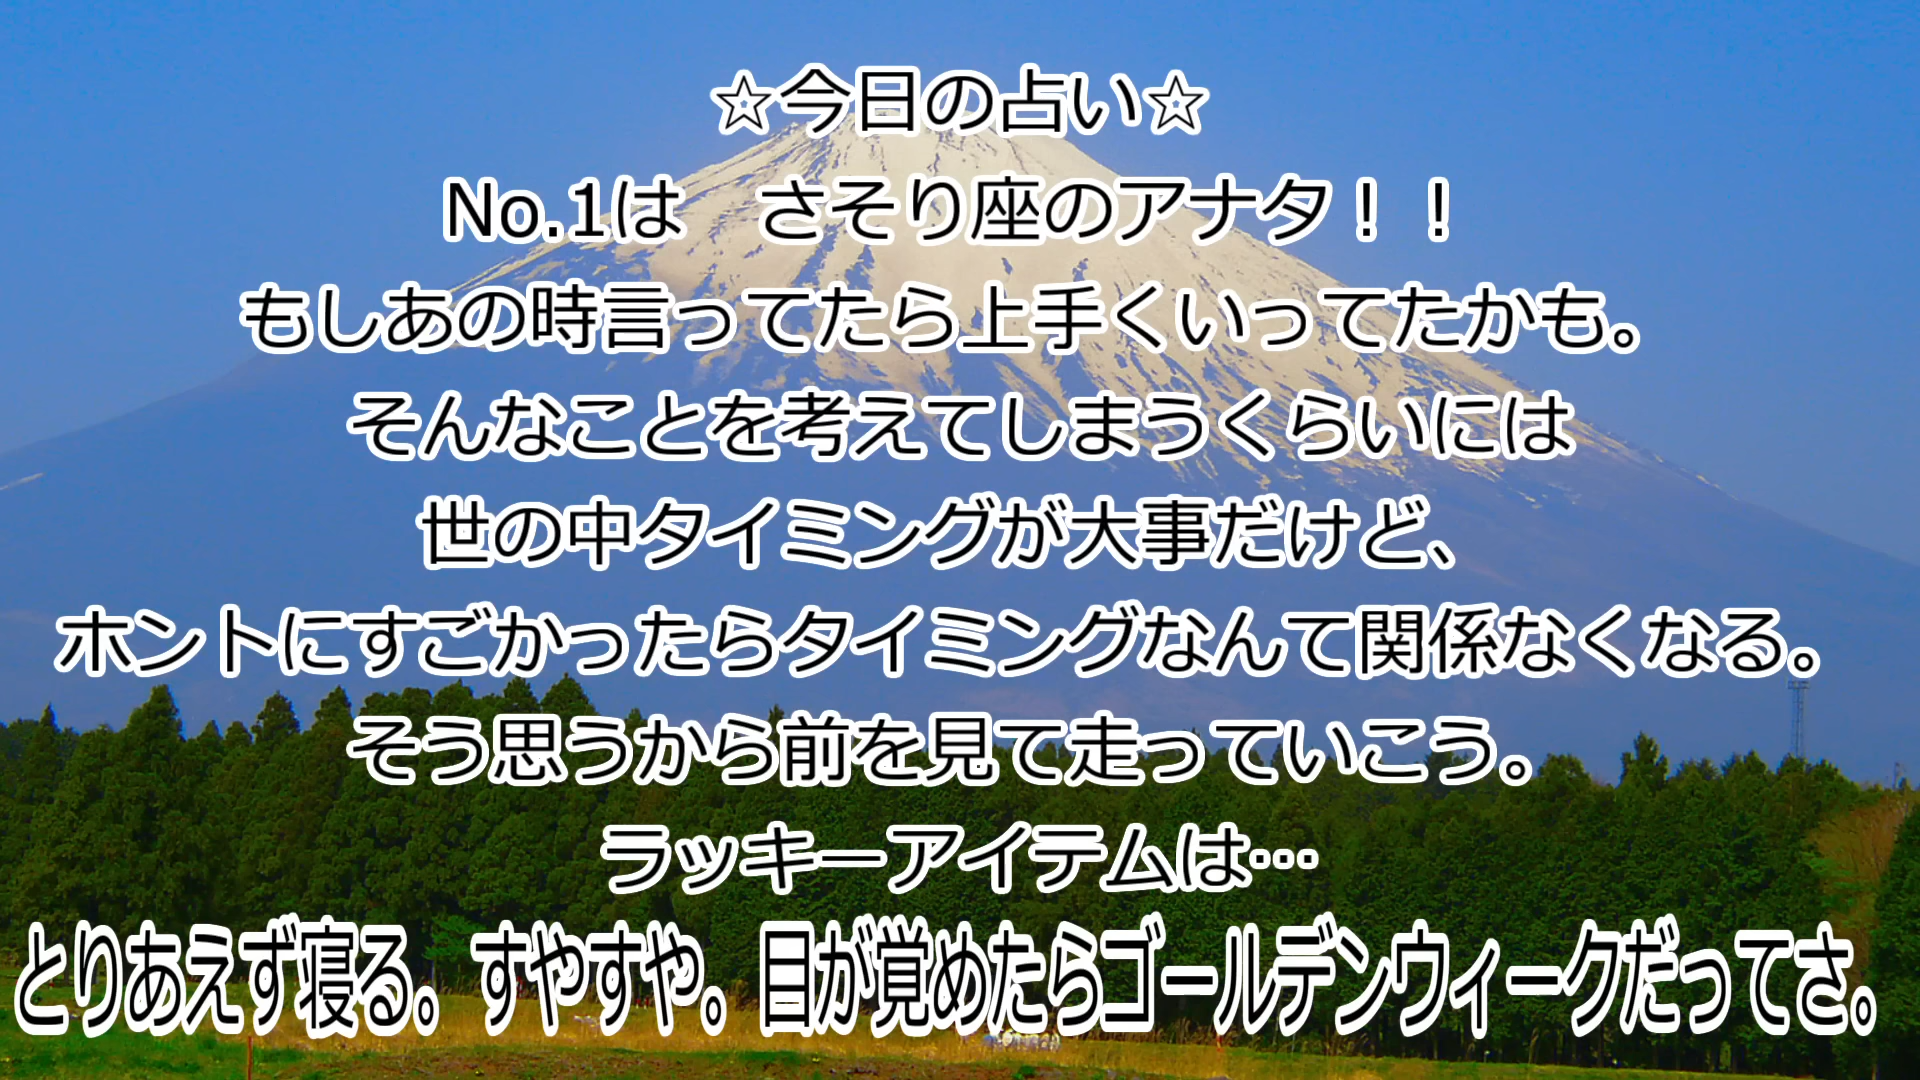 ☆今日の占い☆
No.1は　さそり座のアナタ！！
もしあの時言ってたら上手くいってたかも。
そんなことを考えてしまうくらいには
世の中タイミングが大事だけど、
ホントにすごかったらタイミングなんて関係なくなる。
そう思うから前を見て走っていこう。
ラッキーアイテムは…
とりあえず寝る。すやすや。目が覚めたらゴールデンウィークだってさ。